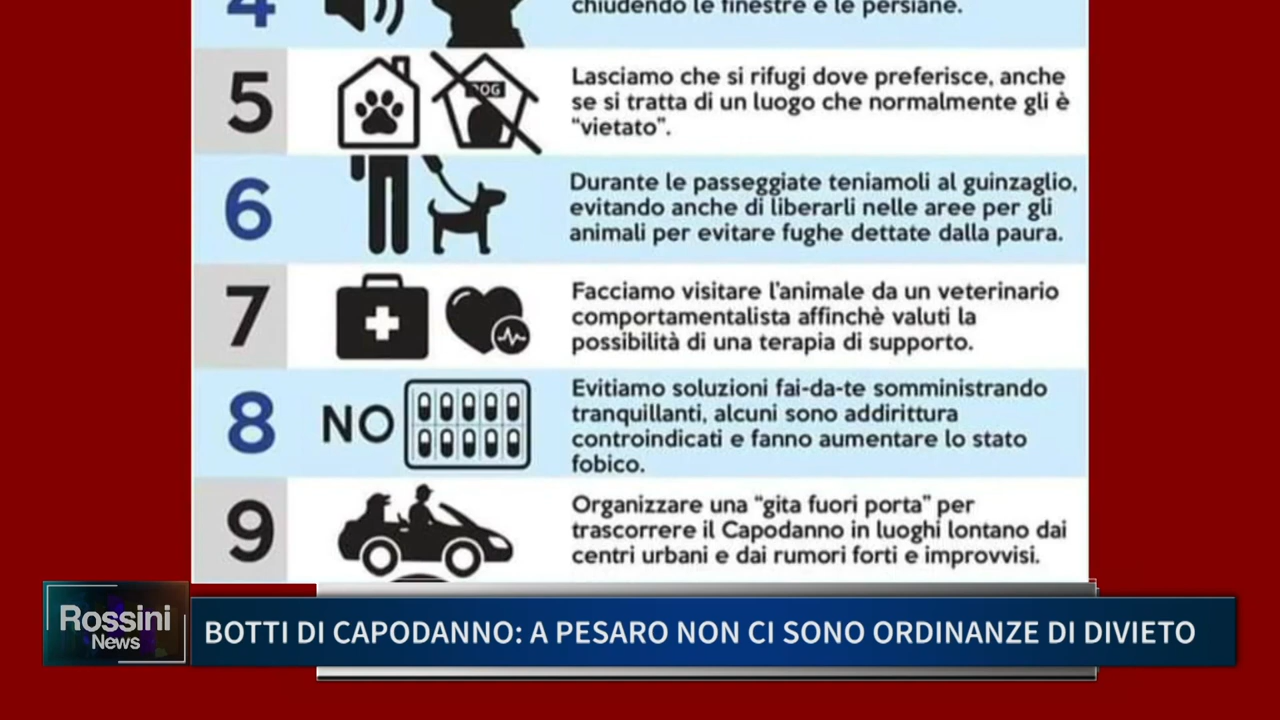 4
chiudendo le finestre e le persiane.
5
DOG
Lasciamo che si rifugi dove preferisce, anche
se si tratta di un luogo che normalmente gli è
“vietato”.
6
Durante le passeggiate teniamoli al guinzaglio,
evitando anche di liberarli nelle aree per gli
animali per evitare fughe dettate dalla paura.
7
Facciamo visitare l'animale da un veterinario
comportamentalista affinchè valuti la
possibilità di una terapia di supporto.
8
NO
Evitiamo soluzioni fai-da-te somministrando
tranquillanti, alcuni sono addirittura
controindicati e fanno aumentare lo stato
fobico.
9
Organizzare una “gita fuori porta” per
trascorrere il Capodanno in luoghi lontano dai
centri urbani e dai rumori forti e improvvisi.
Rossini
News
BOTTI DI CAPODANNO: A PESARO NON CI SONO ORDINANZE DI DIVIETO